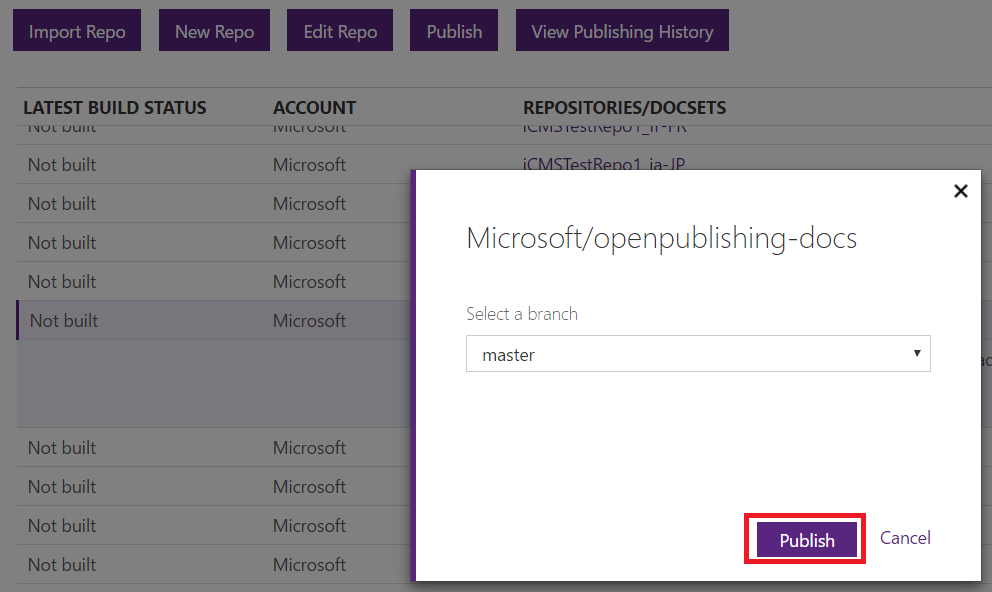 Import Repo New Repo Edit Repo Publish View Publishing History
LATEST BUILD STATUS ACCOUNT REPOSITORIES/DOCSETS
Not built Microsoft iCMSTestRepo1_fr-FR
Not built Microsoft iCMSTestRepo1_ja-JP
Not built Microsoft
Not built Microsoft
Not built Microsoft
Not built Microsoft
Not built Microsoft
Not built Microsoft
Not built Microsoft
Not built Microsoft
Microsoft/openpublishing-docs
Select a branch
master
Publish Cancel